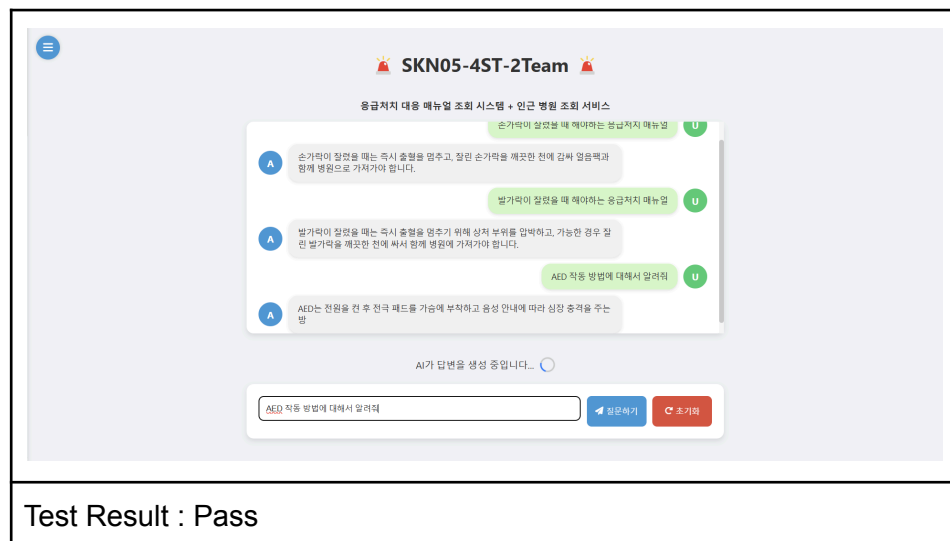 🚨 SKN05-4ST-2Team 🚨
응급처치 대응 매뉴얼 조회 시스템 + 인근 병원 조회 서비스
손가락이 잘렸을 때 해야하는 응급처치 매뉴얼
U
A
손가락이 잘렸을 때는 즉시 출혈을 멈추고, 잘린 손가락을 깨끗한 천에 감싸 얼음팩과
함께 병원으로 가져가야 합니다.
발가락이 잘렸을 때 해야하는 응급처치 매뉴얼
U
A
발가락이 잘렸을 때는 즉시 출혈을 멈추기 위해 상처 부위를 압박하고, 가능한 경우 잘
린 발가락을 깨끗한 천에 싸서 함께 병원에 가져가야 합니다.
AED 작동 방법에 대해서 알려줘
U
A
AED는 전원을 켠 후 전극 패드를 가슴에 부착하고 음성 안내에 따라 심장 충격을 주는
방
AI가 답변을 생성 중입니다...
AED 작동 방법에 대해서 알려줘
질문하기
초기화
Test Result : Pass